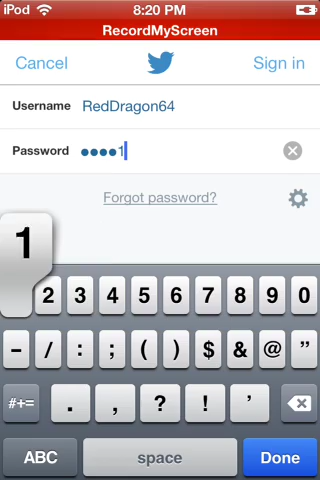 iPod 8:20 PM
RecordMyScreen
Cancel Sign in
Username RedDragon64
Password ●●●●1
Forgot password?
1
2 3 4 5 6 7 8 9 0
- / : ; ( ) $ & @ "
#+= . , ? ! '
ABC space Done